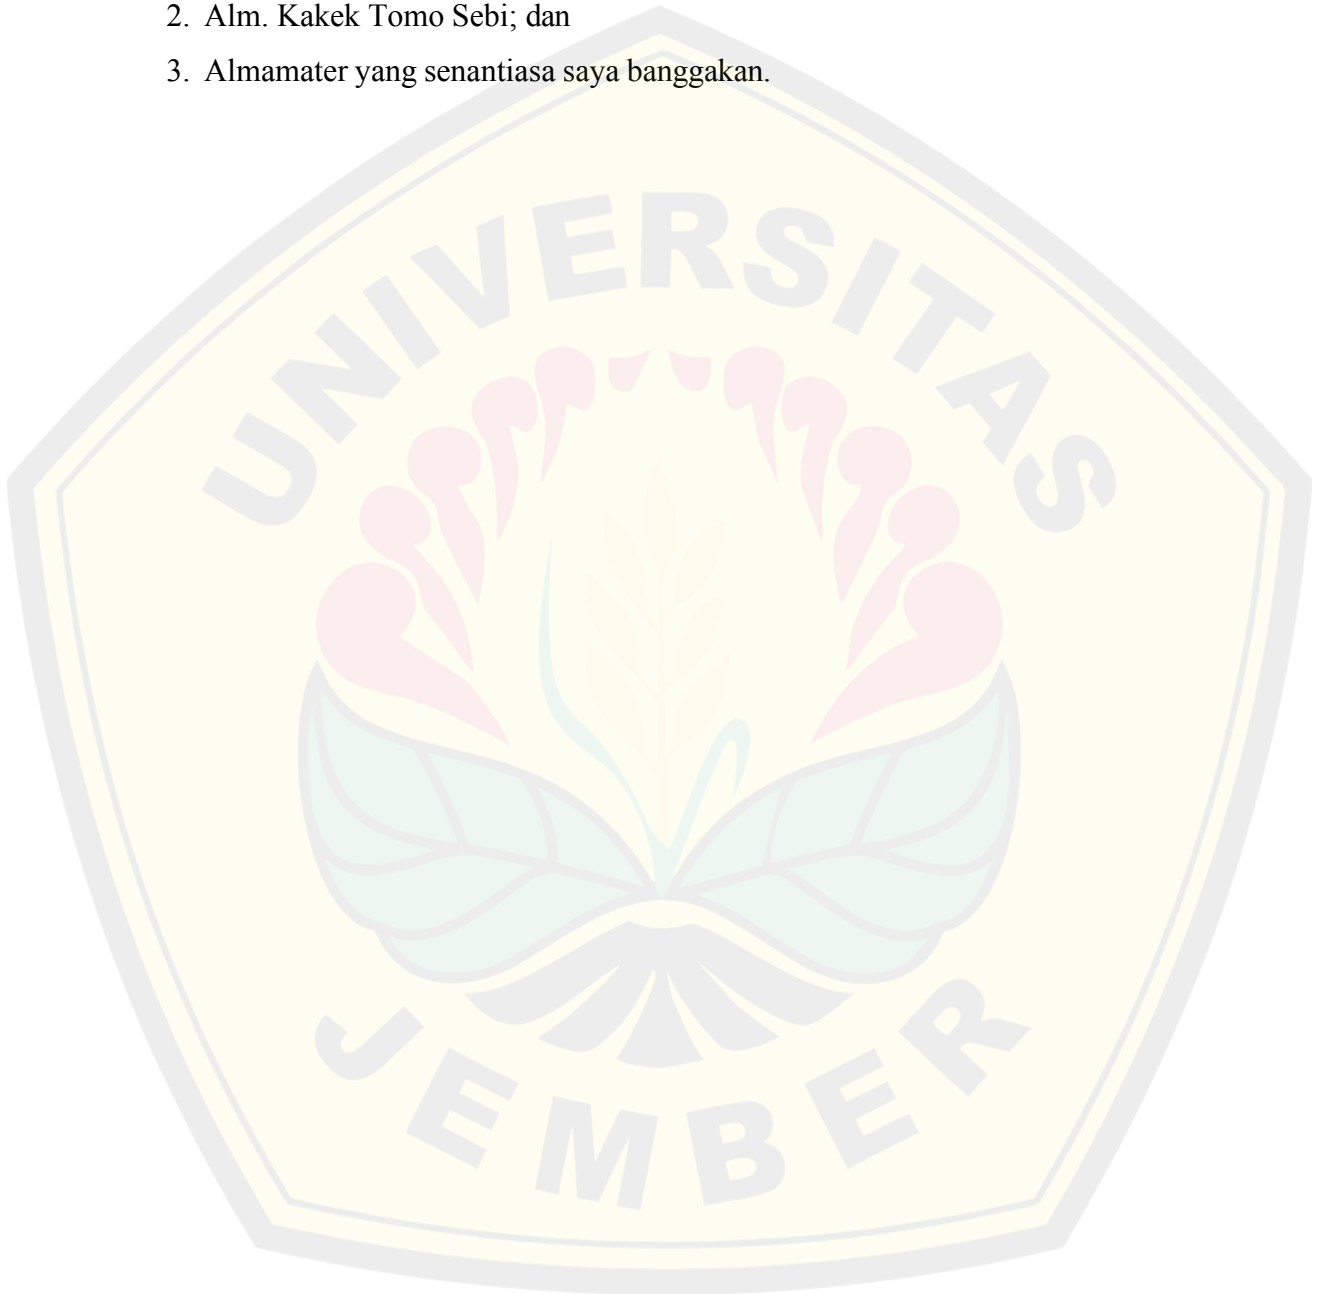 2. Alm. Kakek Tomo Sebi; dan
3. Almamater yang senantiasa saya banggakan.
UNIVERSITAS
JEMBER